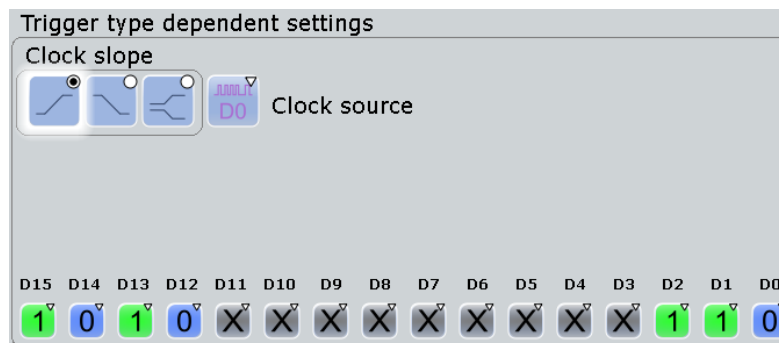 Trigger type dependent settings
Clock slope
D0 Clock source
D15 D14 D13 D12 D11 D10 D9 D8 D7 D6 D5 D4 D3 D2 D1 D0
1 0 1 0 X X X X X X X X X 1 1 0